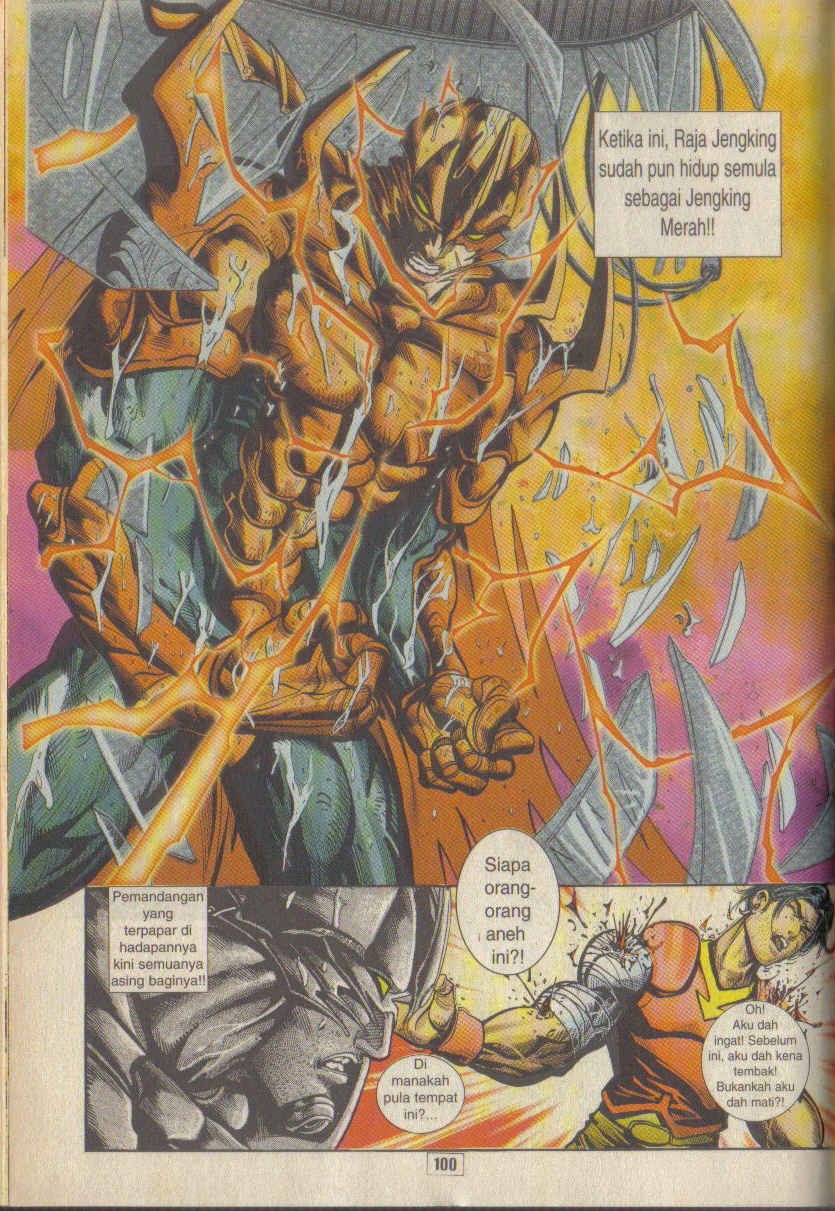 Ketika ini, Raja Jengking
sudah pun hidup semula
sebagai Jengking
Merah!!
Pemandangan
yang
terpapar di
hadapannya
kini semuanya
asing baginya!!
Siapa
orang-
orang
aneh
ini?!
Di
manakah
pula tempat
ini?...
Oh!
Aku dah
ingat! Sebelum
ini, aku dah kena
tembak!
Bukankah aku
dah mati?!
100